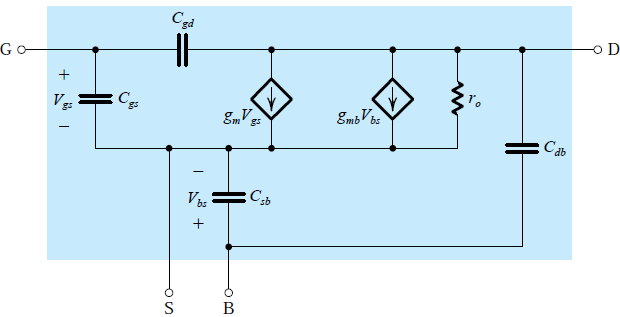 C_gd
G
D
+
V_gs
C_gs
−
g_m V_gs
g_mb V_bs
r_o
C_db
−
V_bs
C_sb
+
S
B